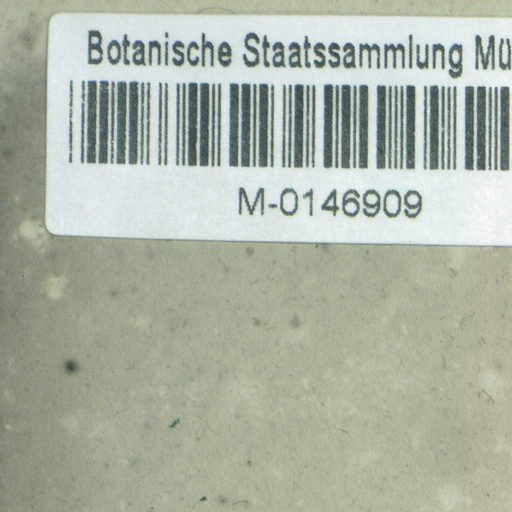 Botanische Staatssammlung Mü
M-0146909